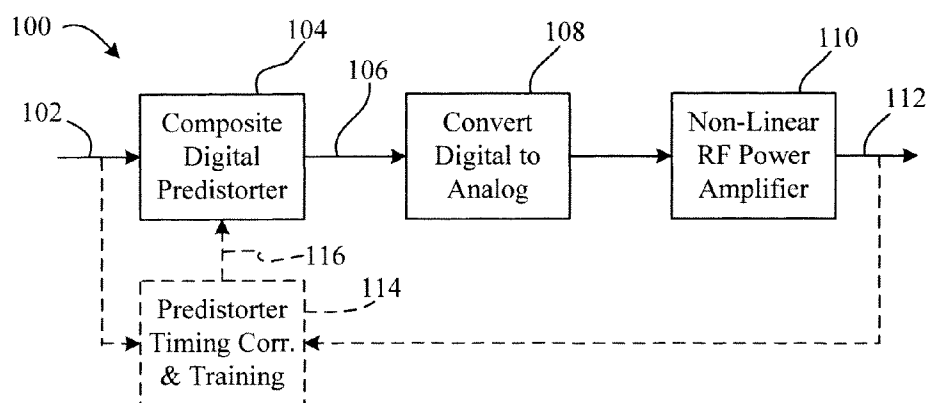 100
104
108
110
102
106
112
Composite
Digital
Predistorter
Convert
Digital to
Analog
Non-Linear
RF Power
Amplifier
116
114
Predistorter
Timing Corr.
& Training